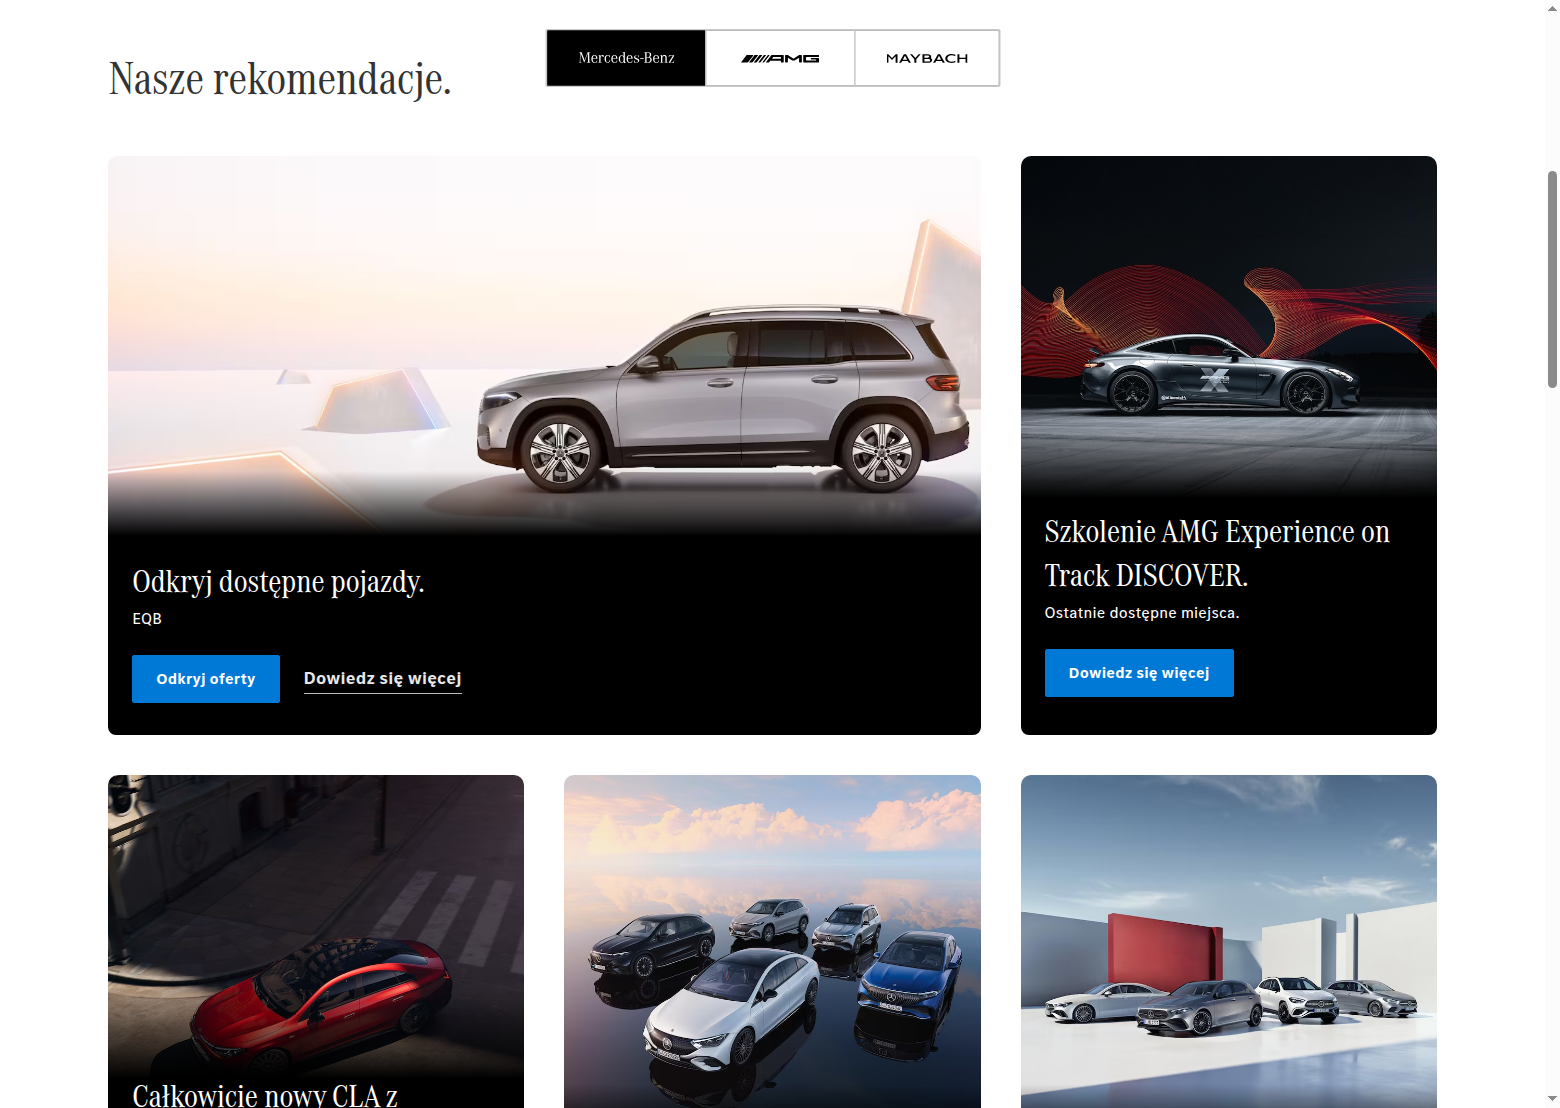 Nasze rekomendacje.
Mercedes-Benz
AMG
MAYBACH
Odkryj dostępne pojazdy.
EQB
Odkryj oferty
Dowiedz się więcej
Szkolenie AMG Experience on
Track DISCOVER.
Ostatnie dostępne miejsca.
Dowiedz się więcej
Całkowicie nowy CLA z